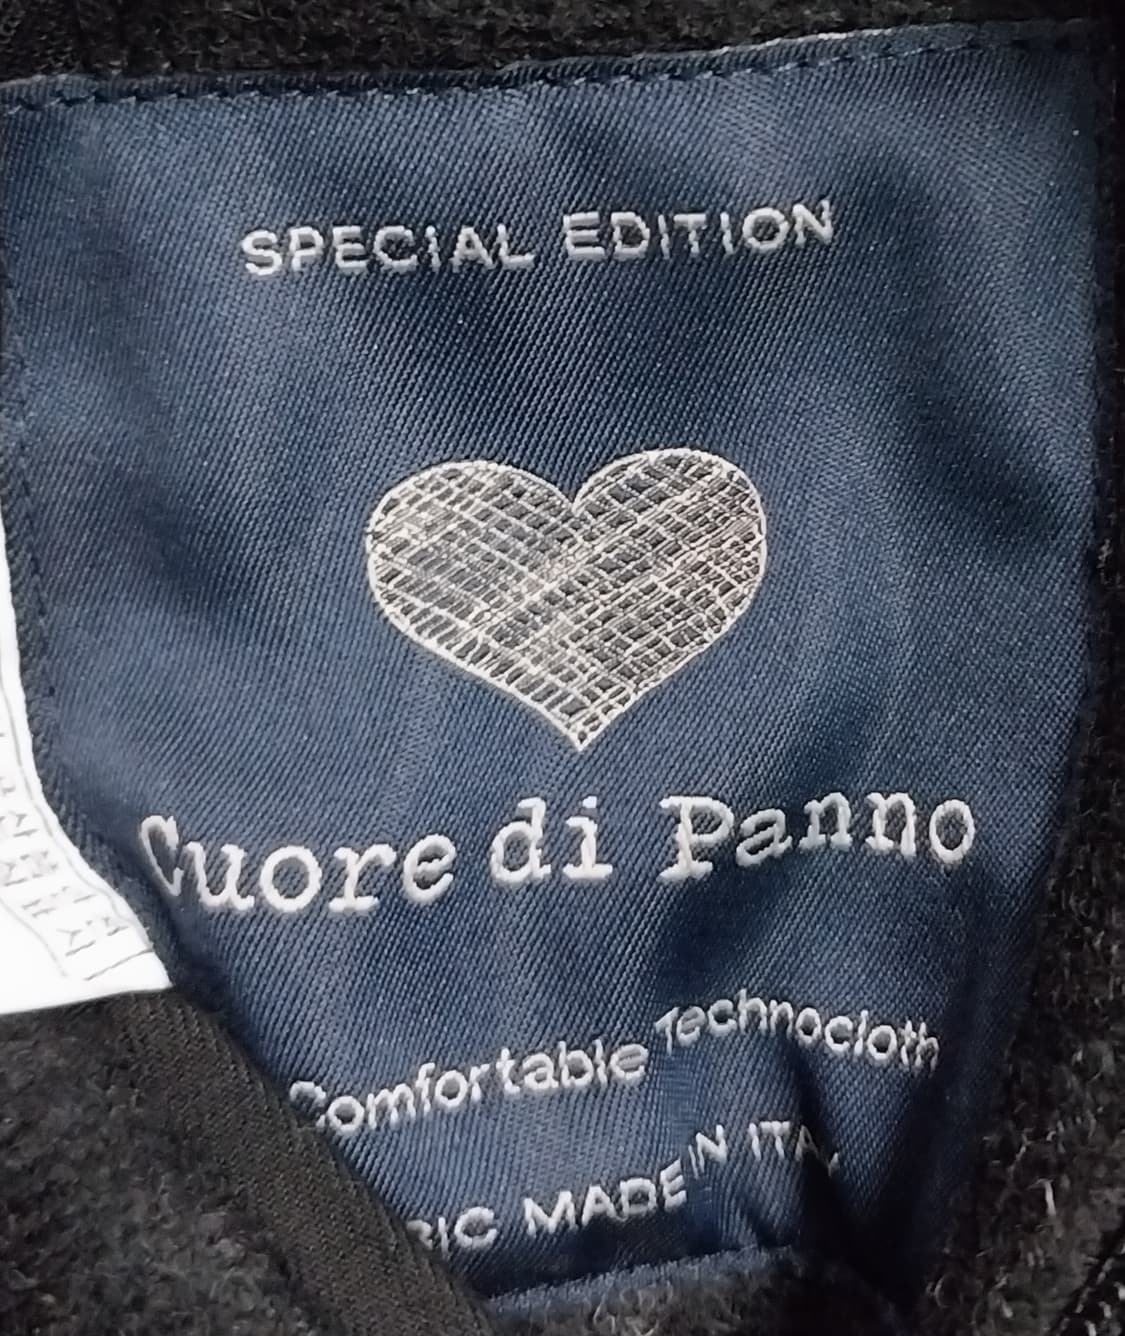 SPECIAL EDITION
Cuore di Panno
Comfortable Technocloth
MADE IN